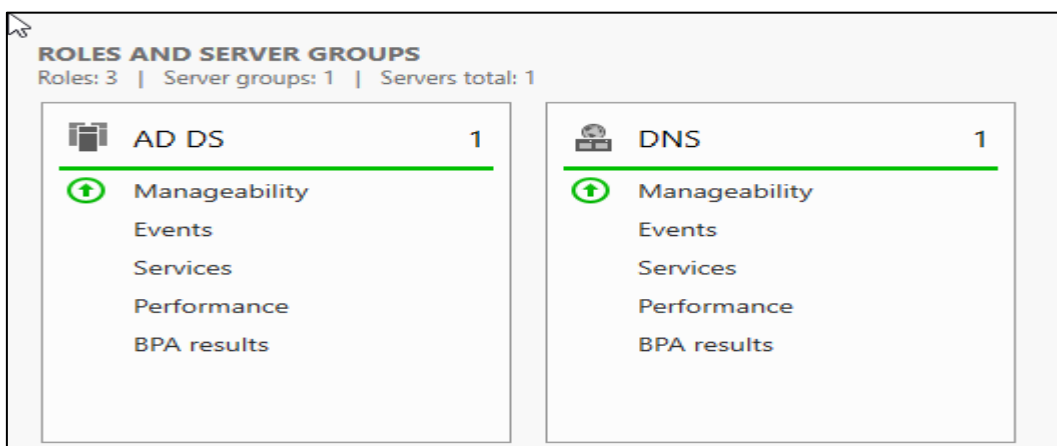 ROLES AND SERVER GROUPS
Roles: 3 | Server groups: 1 | Servers total: 1
AD DS 1
Manageability
Events
Services
Performance
BPA results
DNS 1
Manageability
Events
Services
Performance
BPA results